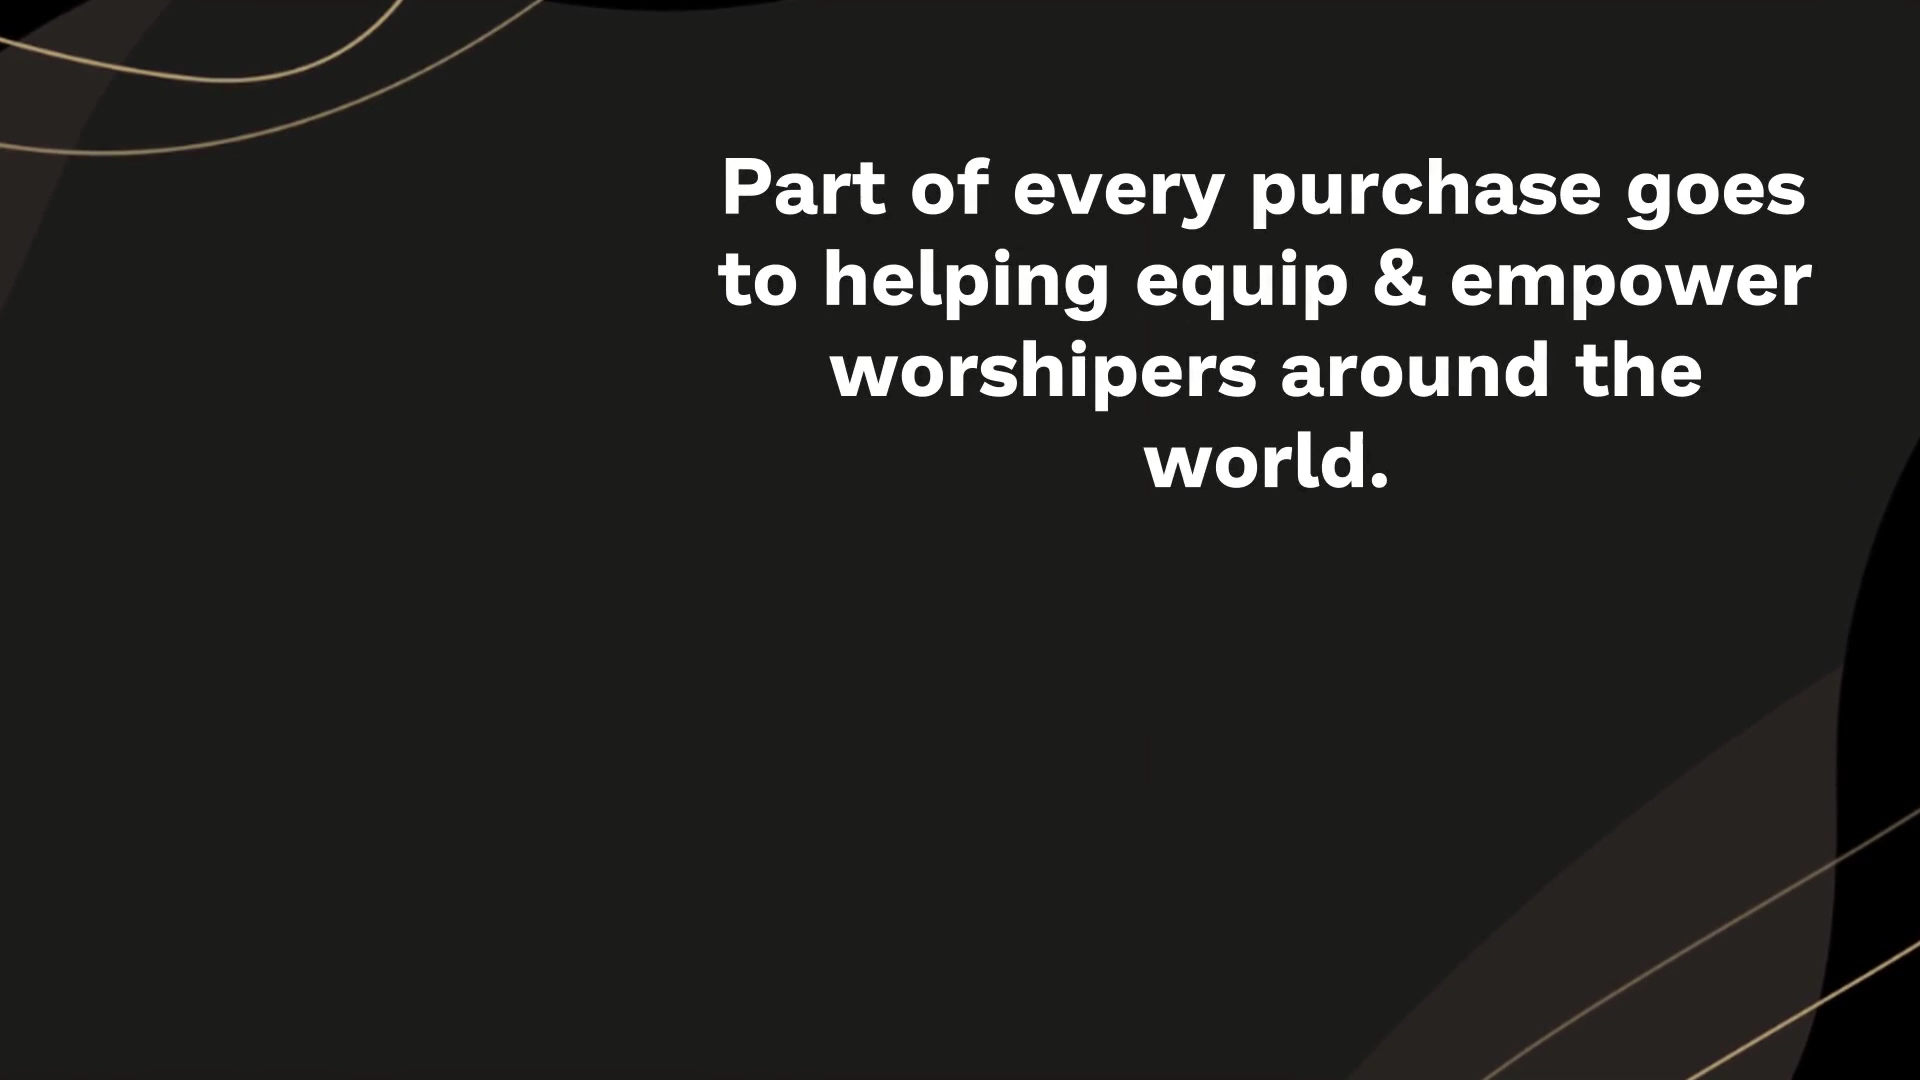 Part of every purchase goes
to helping equip & empower
worshipers around the
world.